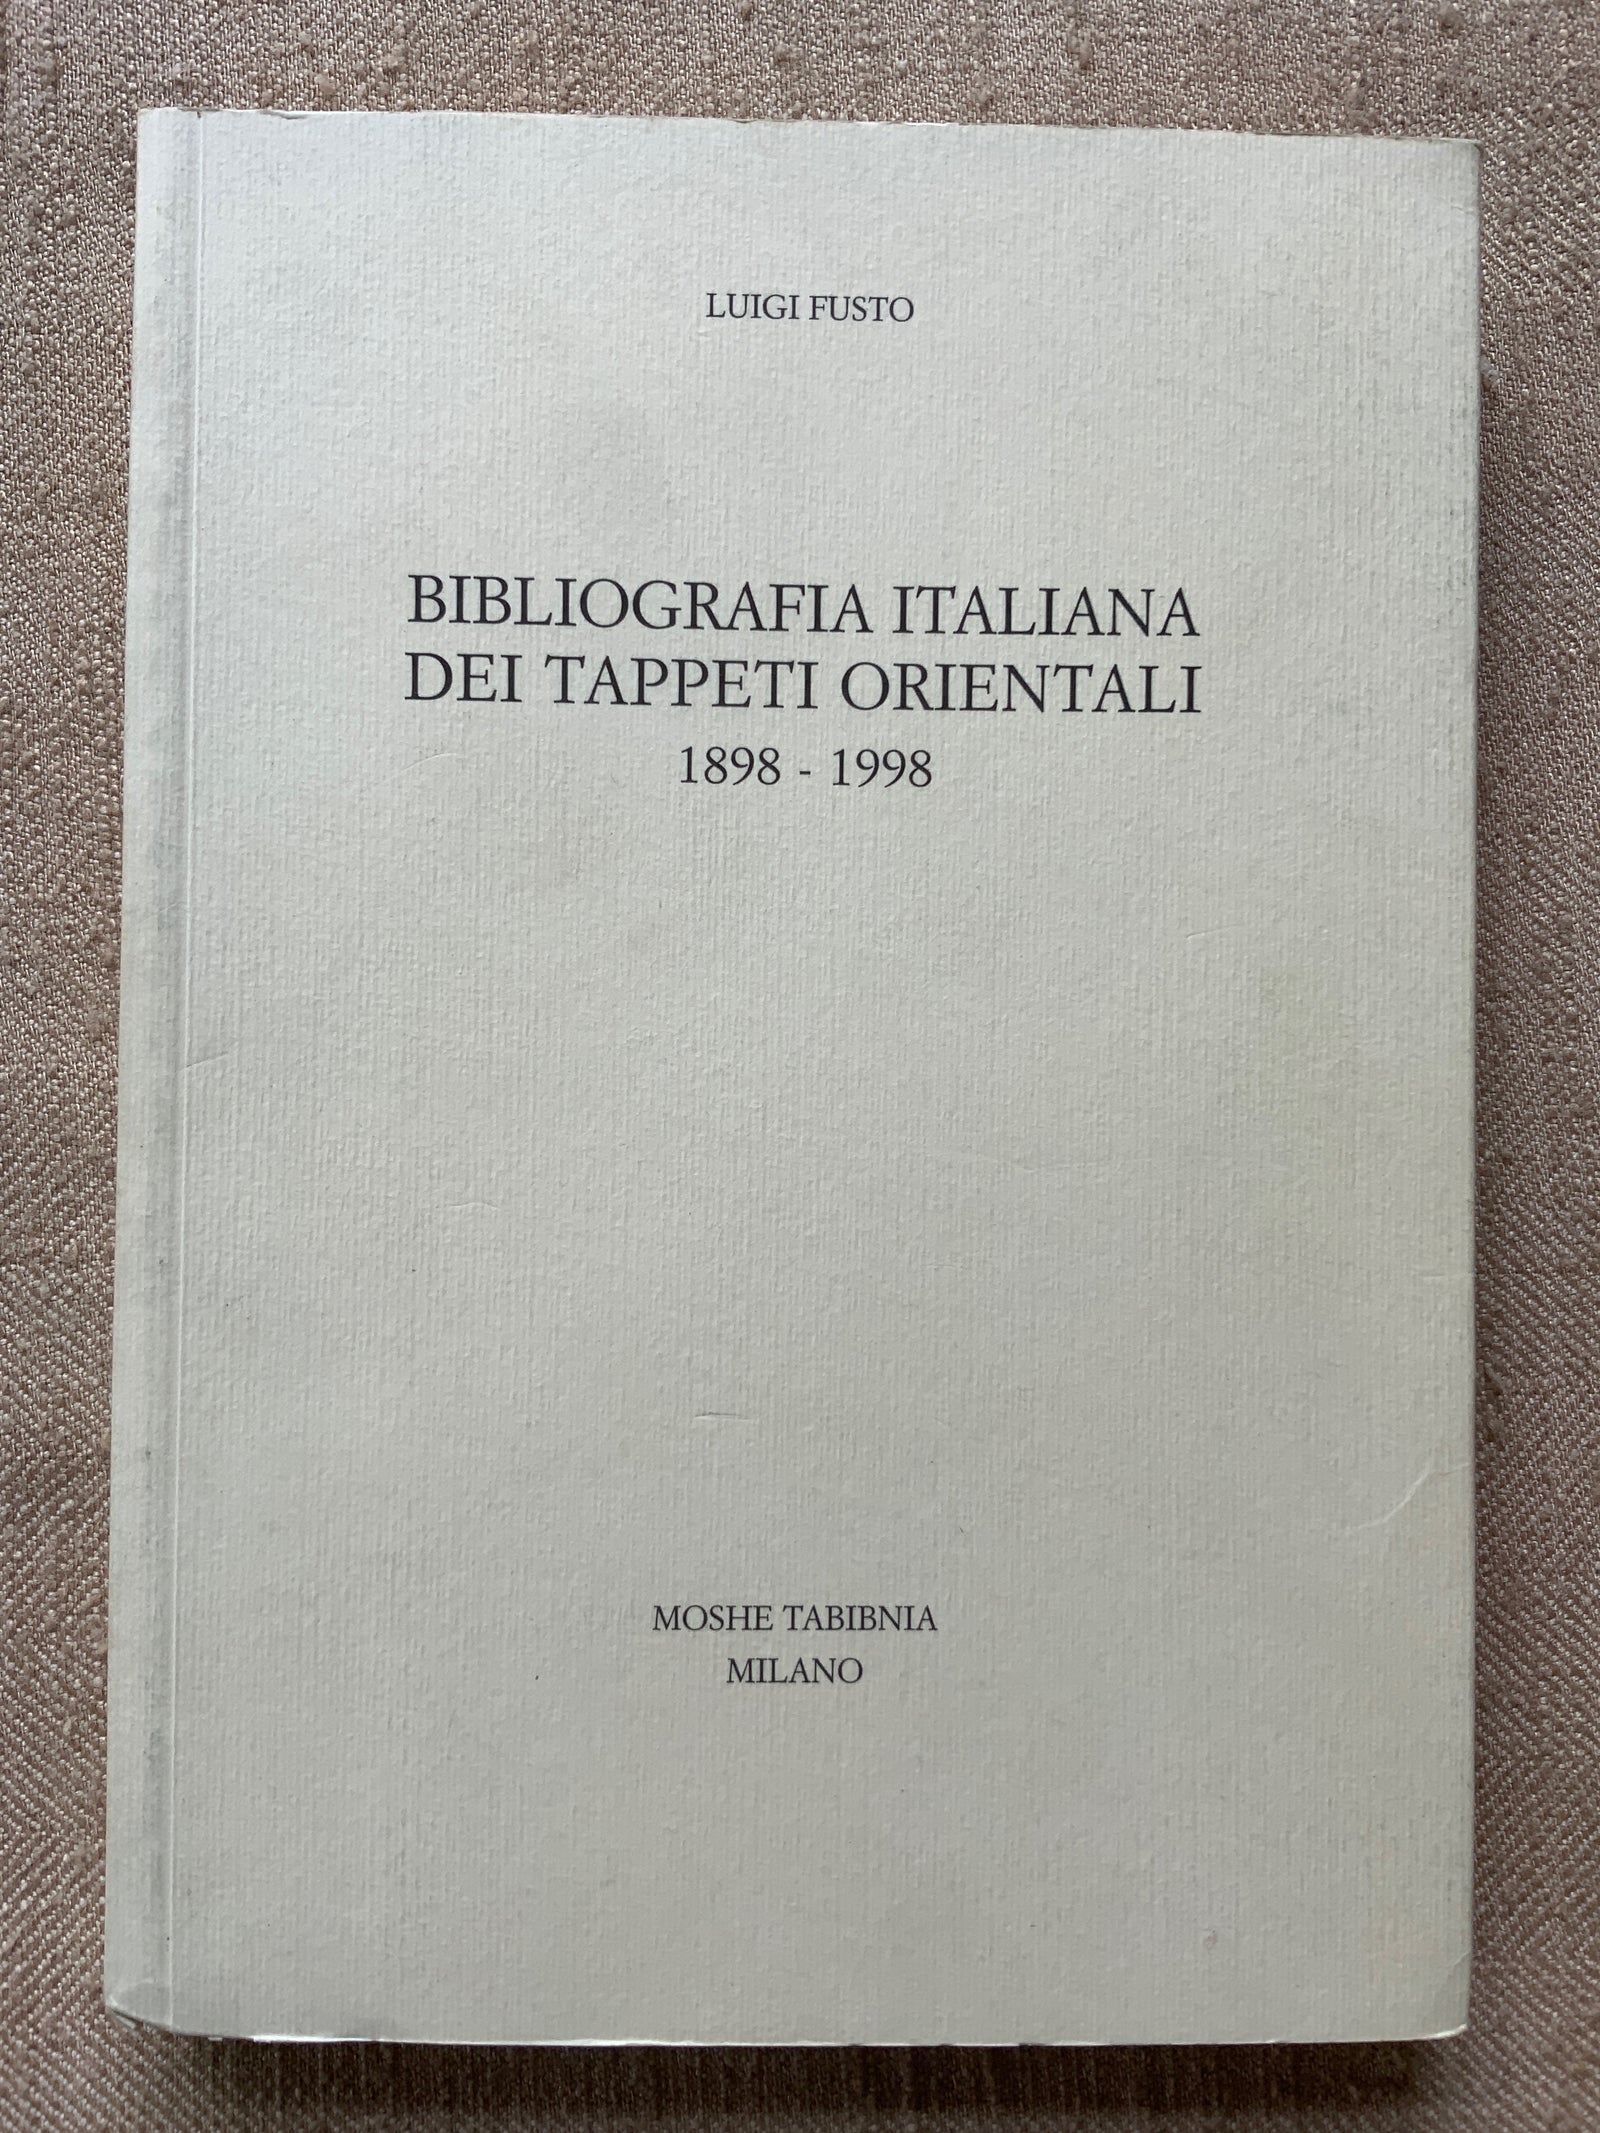 LUIGI FUSTO
BIBLIOGRAFIA ITALIANA
DEI TAPPETI ORIENTALI
1898 - 1998
MOSHE TABIBNIA
MILANO